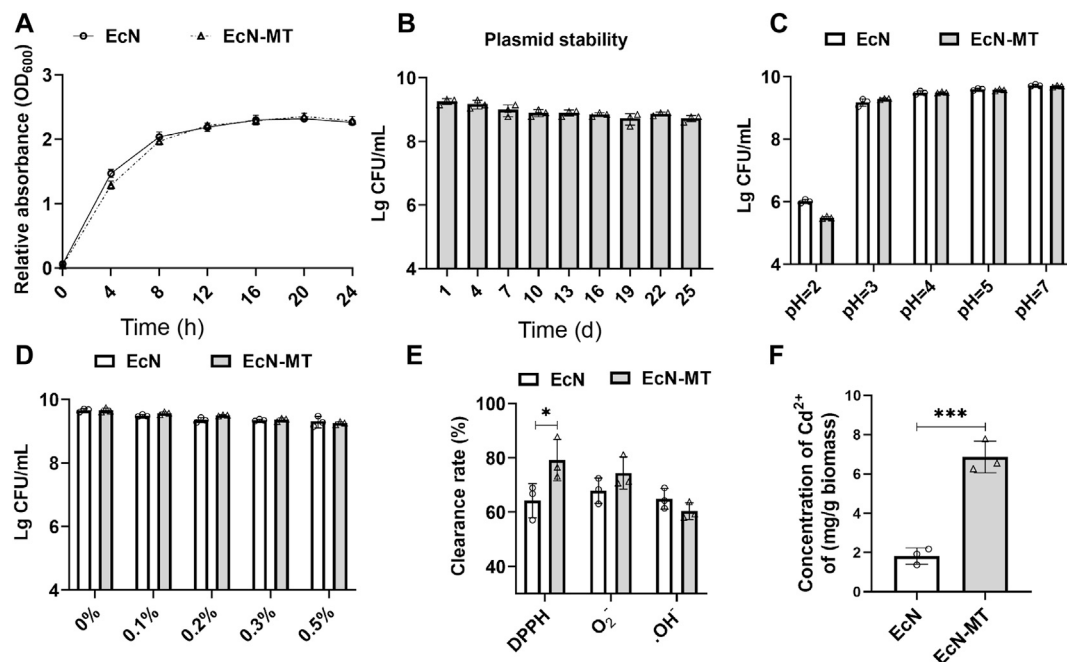 A
EcN
EcN-MT
Relative absorbance (OD600)
3
2
1
0
0
4
8
12
16
20
24
Time (h)
B
Plasmid stability
Lg CFU/mL
10
8
6
4
1
4
7
10
13
16
19
22
25
Time (d)
C
EcN
EcN-MT
Lg CFU/mL
10
8
6
4
pH=2
pH=3
pH=4
pH=5
pH=7
D
EcN
EcN-MT
Lg CFU/mL
10
9
6
4
0%
0.1%
0.2%
0.3%
0.5%
E
EcN
EcN-MT
Clearance rate (%)
100
80
60
40
*
DPPH
O2-
.OH-
F
Concentration of Cd2+
of (mg/g biomass)
10
8
6
4
2
0
***
EcN
EcN-MT